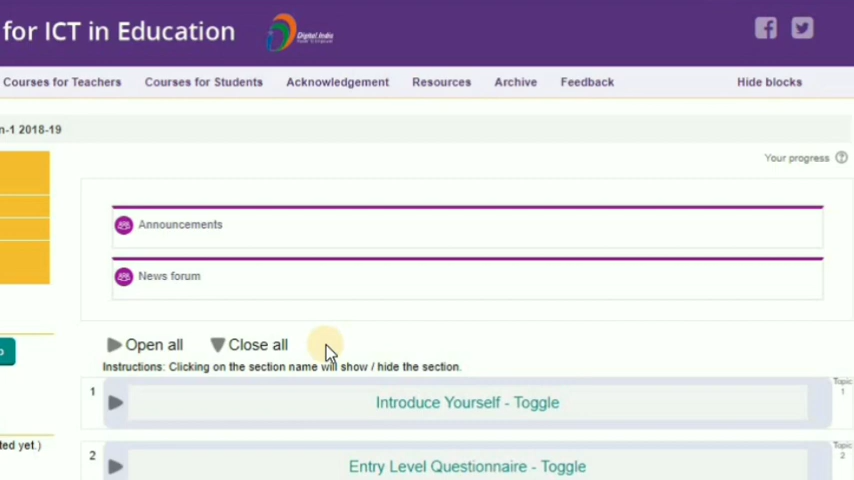 for ICT in Education
Digital India
Courses for Teachers Courses for Students Acknowledgement Resources Archive Feedback Hide blocks
n-1 2018-19
Your progress
Announcements
News forum
Open all Close all
Instructions: Clicking on the section name will show / hide the section.
1 Introduce Yourself - Toggle Topic 1
ted yet.)
2 Entry Level Questionnaire - Toggle Topic 2